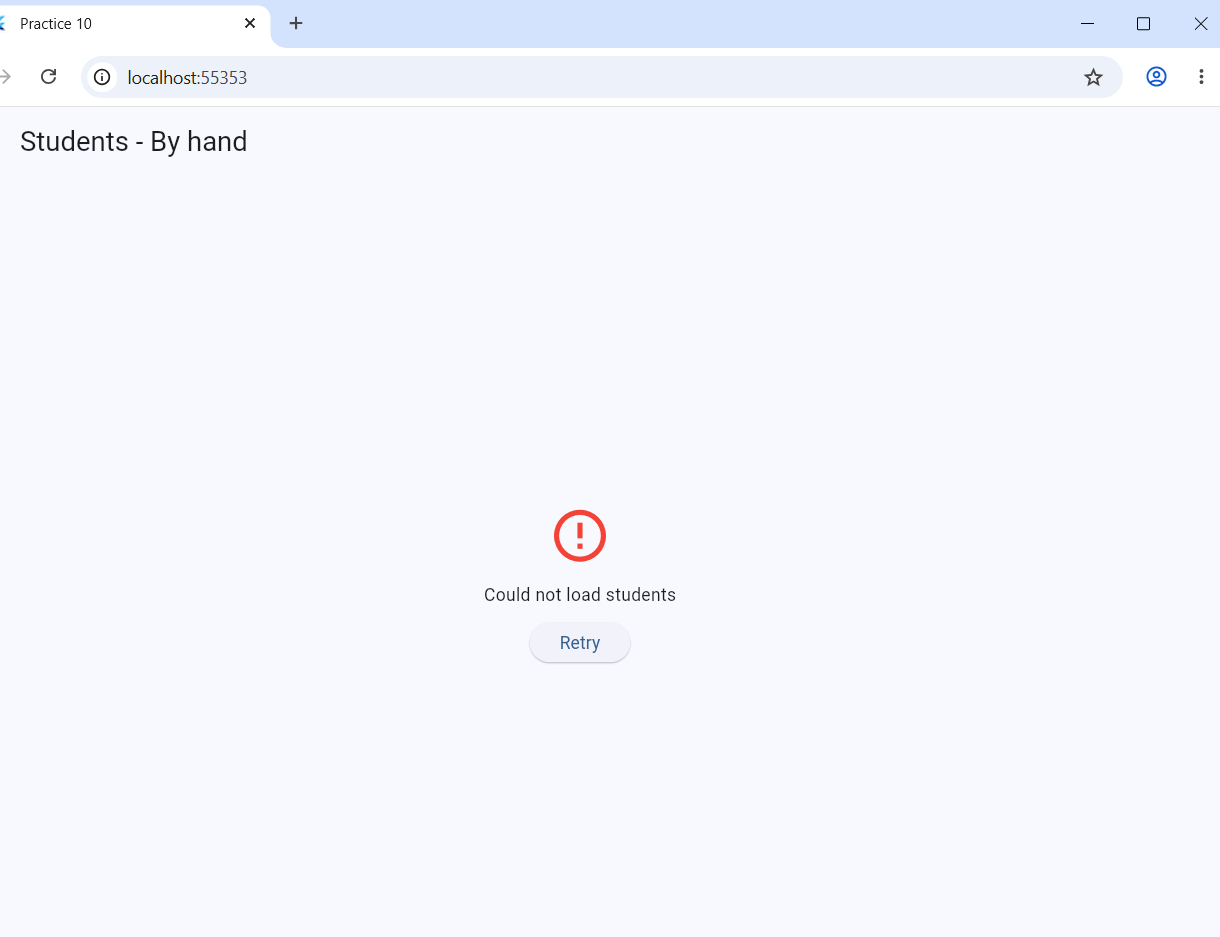 Practice 10
localhost:55353
Students - By hand
Could not load students
Retry